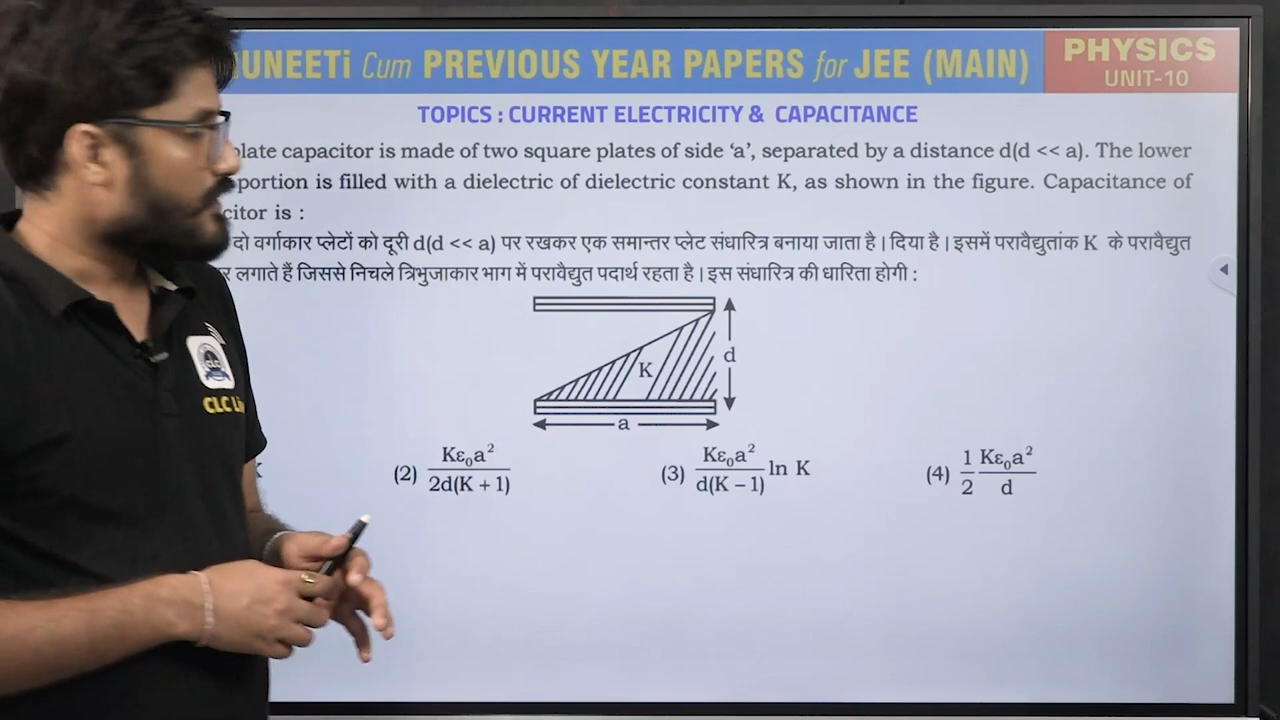 UNEETi Cum PREVIOUS YEAR PAPERS for JEE (MAIN)
PHYSICS
UNIT-10
TOPICS : CURRENT ELECTRICITY & CAPACITANCE
plate capacitor is made of two square plates of side ‘a’, separated by a distance d(d << a). The lower
portion is filled with a dielectric of dielectric constant K, as shown in the figure. Capacitance of
citor is :
दो वर्गाकार प्लेटों को दूरी d(d << a) पर रखकर एक समान्तर प्लेट संधारित्र बनाया जाता है। दिया है। इसमें परावैद्युतांक K के परावैद्युत
लगाते हैं जिससे निचले त्रिभुजाकार भाग में परावैद्युत पदार्थ रहता है। इस संधारित्र की धारिता होगी :
K
d
a
K
(2) Kε₀a² / 2d(K + 1)
(3) Kε₀a² / d(K – 1) ln K
(4) 1/2 Kε₀a² / d
CLC